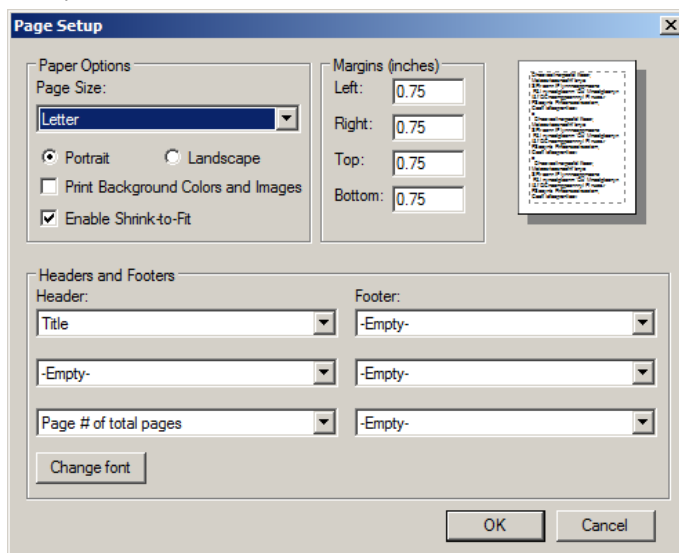 Page Setup
Paper Options
Page Size:
Letter
Portrait
Landscape
Print Background Colors and Images
Enable Shrink-to-Fit
Margins (inches)
Left: 0.75
Right: 0.75
Top: 0.75
Bottom: 0.75
Headers and Footers
Header:
Footer:
Title
-Empty-
-Empty-
-Empty-
Page # of total pages
-Empty-
Change font
OK
Cancel